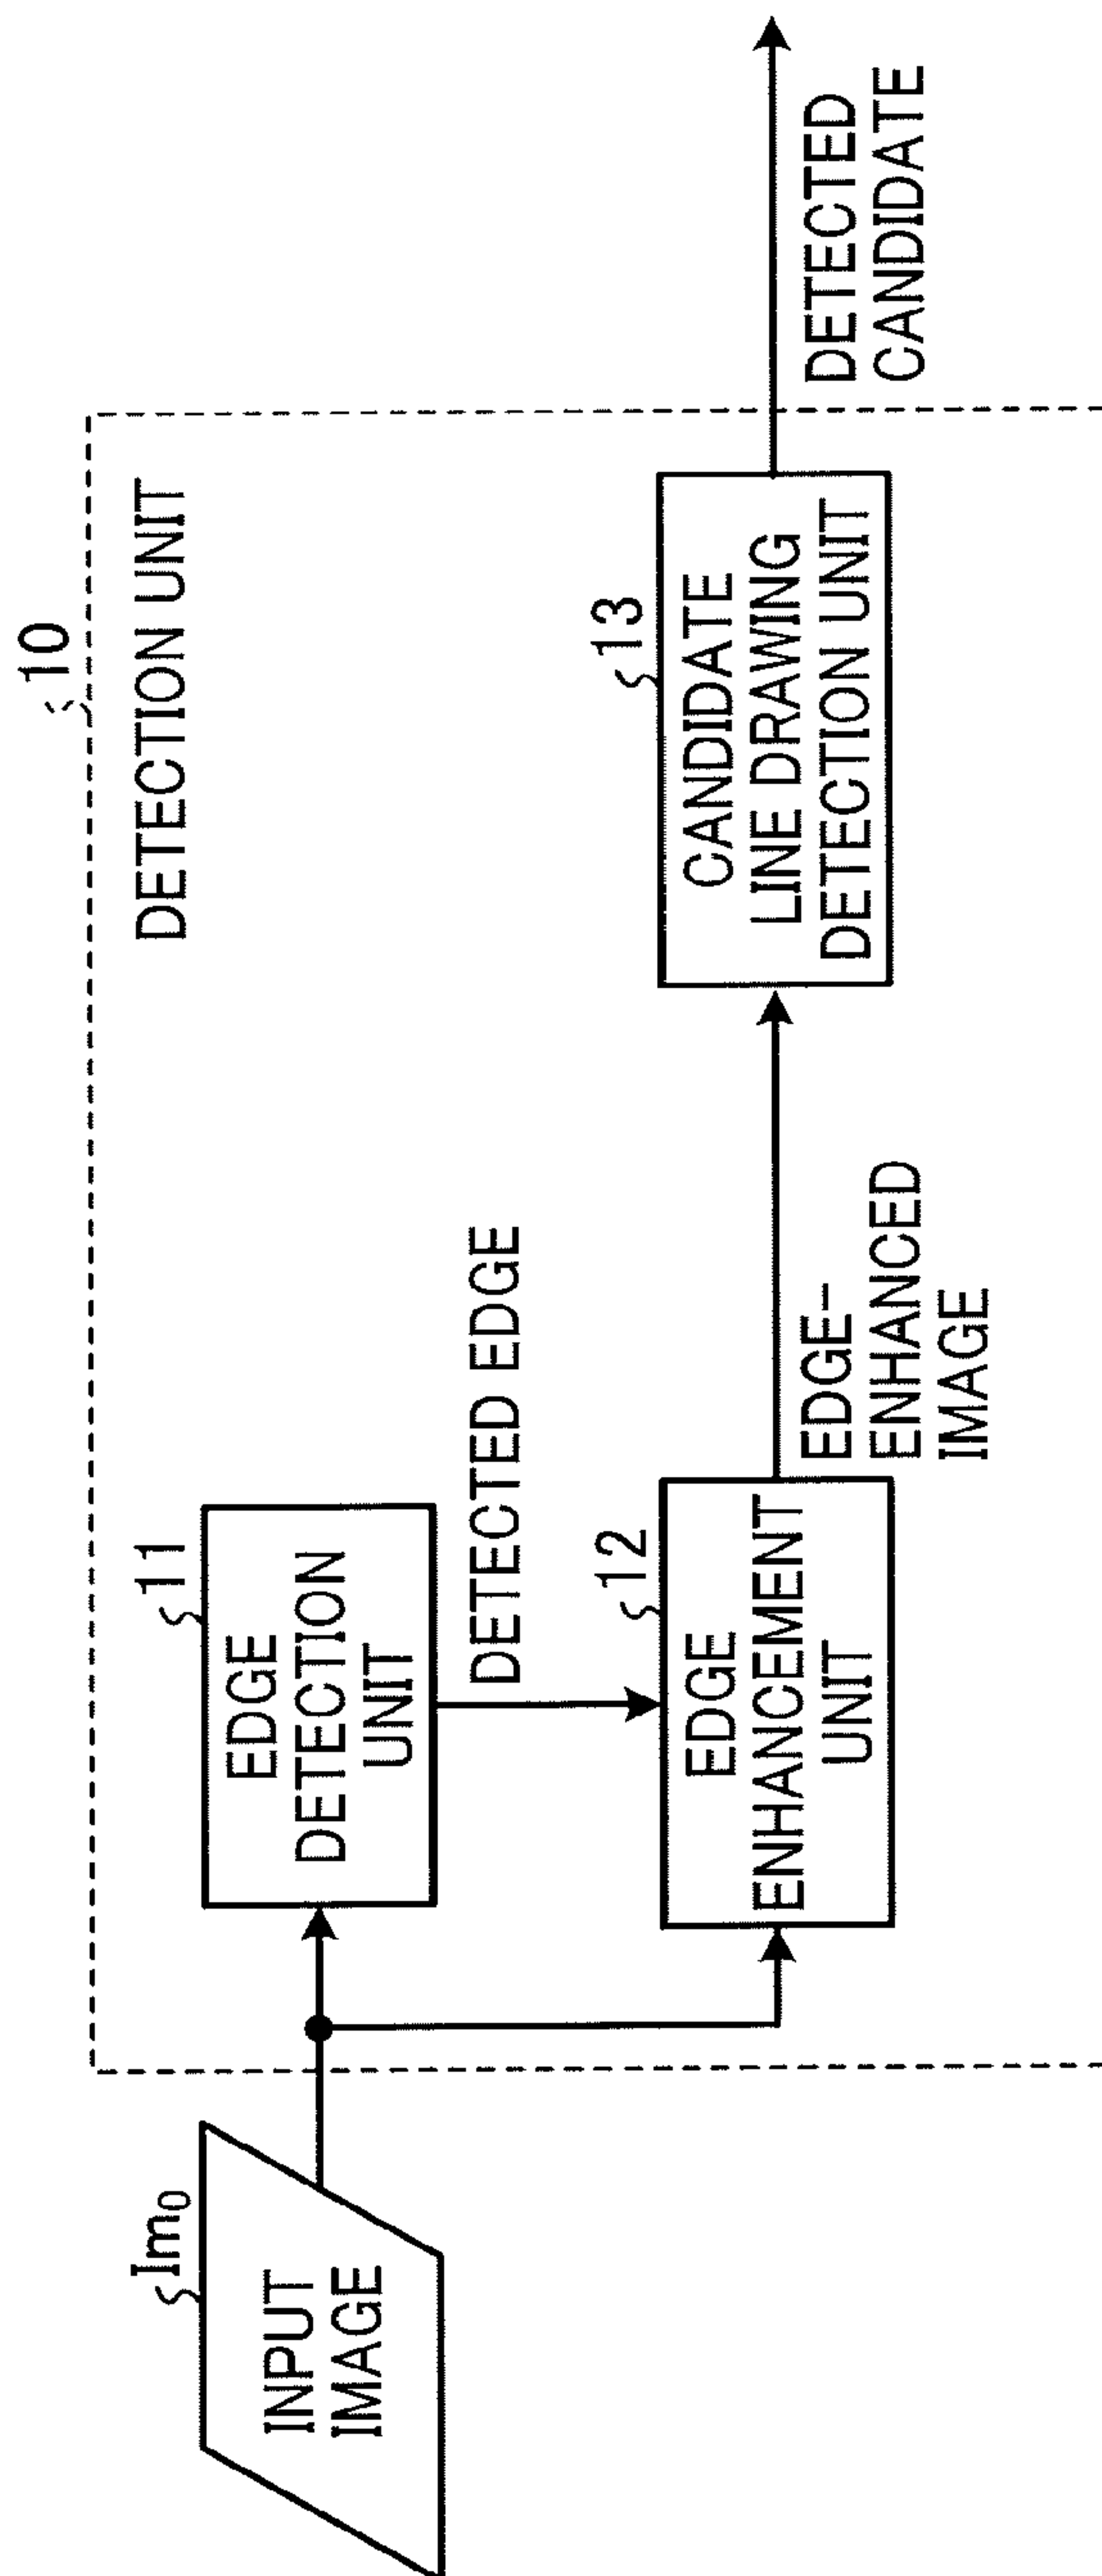 10
DETECTION UNIT
Im0
INPUT
IMAGE
11
EDGE
DETECTION
UNIT
DETECTED EDGE
12
EDGE
ENHANCEMENT
UNIT
EDGE-
ENHANCED
IMAGE
13
CANDIDATE
LINE DRAWING
DETECTION UNIT
DETECTED
CANDIDATE